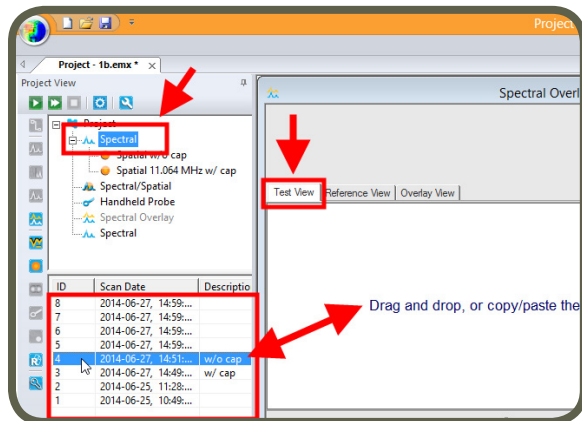 Project
Project - 1b.emx *
Project View
Project
Spectral
Spatial w/o cap
Spatial 11.064 MHz w/ cap
Spectral/Spatial
Handheld Probe
Spectral Overlay
Spectral
Spectral Overl
Test View Reference View Overlay View
Drag and drop, or copy/paste the
ID Scan Date Descriptio
8 2014-06-27, 14:59:...
7 2014-06-27, 14:59:...
6 2014-06-27, 14:59:...
5 2014-06-27, 14:59:...
4 2014-06-27, 14:51:... w/o cap
3 2014-06-27, 14:49:... w/ cap
2 2014-06-25, 11:28:...
1 2014-06-25, 10:49:...